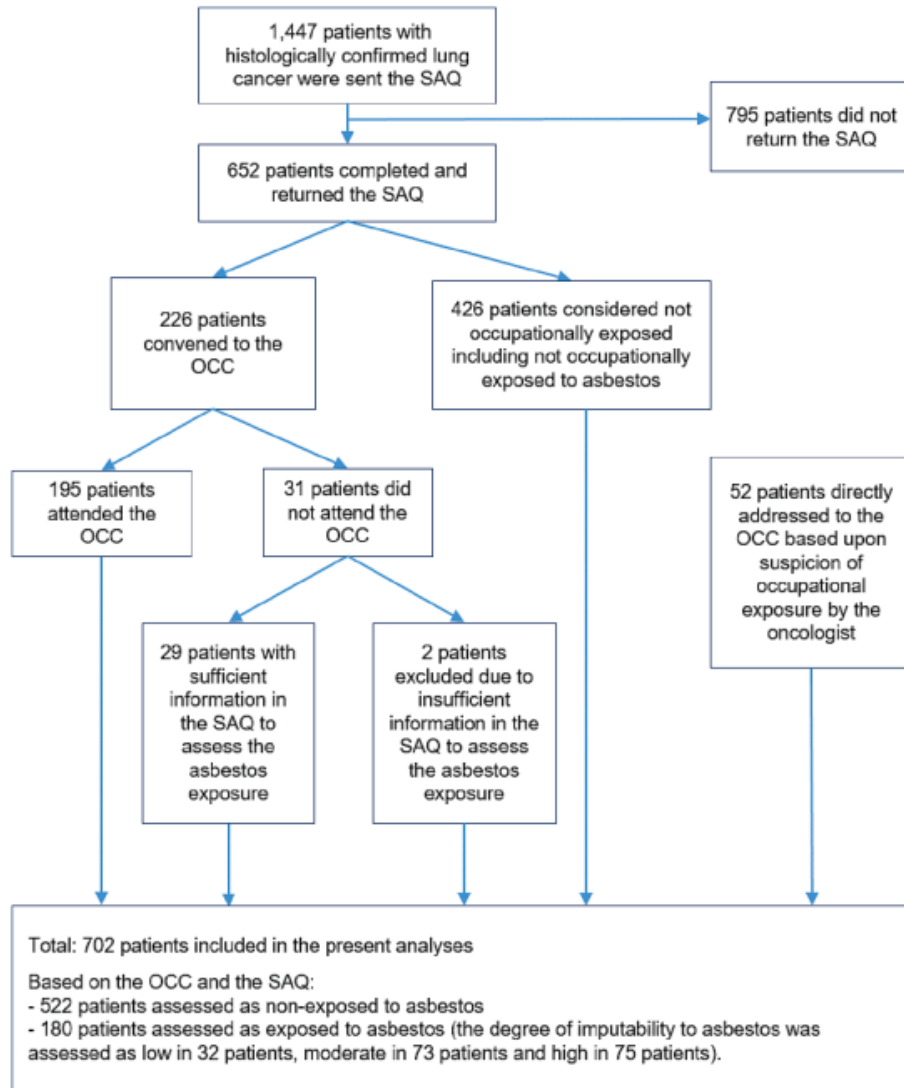 1,447 patients with
histologically confirmed lung
cancer were sent the SAQ
795 patients did not
return the SAQ
652 patients completed and
returned the SAQ
226 patients
convened to the
OCC
426 patients considered not
occupationally exposed
including not occupationally
exposed to asbestos
195 patients
attended the
OCC
31 patients did
not attend the
OCC
52 patients directly
addressed to the
OCC based upon
suspicion of
occupational
exposure by the
oncologist
29 patients with
sufficient
information in
the SAQ to
assess the
asbestos
exposure
2 patients
excluded due to
insufficient
information in the
SAQ to assess
the asbestos
exposure
Total: 702 patients included in the present analyses
Based on the OCC and the SAQ:
- 522 patients assessed as non-exposed to asbestos
- 180 patients assessed as exposed to asbestos (the degree of imputability to asbestos was
assessed as low in 32 patients, moderate in 73 patients and high in 75 patients).